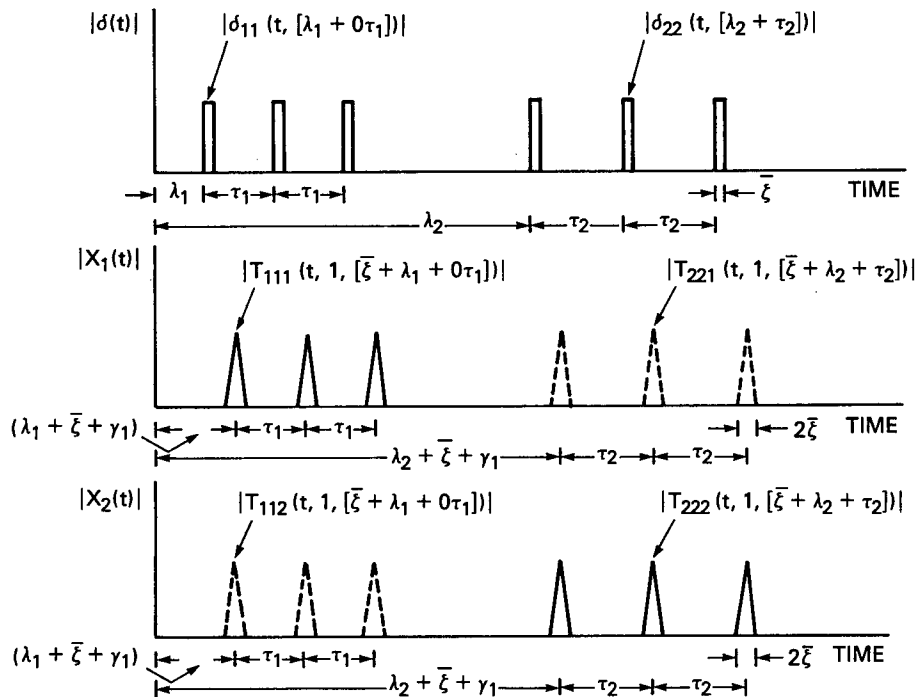 |δ(t)|
|δ₁₁ (t, [λ₁ + 0τ₁])|
|δ₂₂ (t, [λ₂ + τ₂])|
λ₁ τ₁ τ₁ ξ̅ TIME
λ₂ τ₂ τ₂
|X₁(t)|
|T₁₁₁ (t, 1, [ξ̅ + λ₁ + 0τ₁])|
|T₂₂₁ (t, 1, [ξ̅ + λ₂ + τ₂])|
(λ₁ + ξ̅ + γ₁) τ₁ τ₁ 2ξ̅ TIME
λ₂ + ξ̅ + γ₁ τ₂ τ₂
|X₂(t)|
|T₁₁₂ (t, 1, [ξ̅ + λ₁ + 0τ₁])|
|T₂₂₂ (t, 1, [ξ̅ + λ₂ + τ₂])|
(λ₁ + ξ̅ + γ₁) τ₁ τ₁ 2ξ̅ TIME
λ₂ + ξ̅ + γ₁ τ₂ τ₂